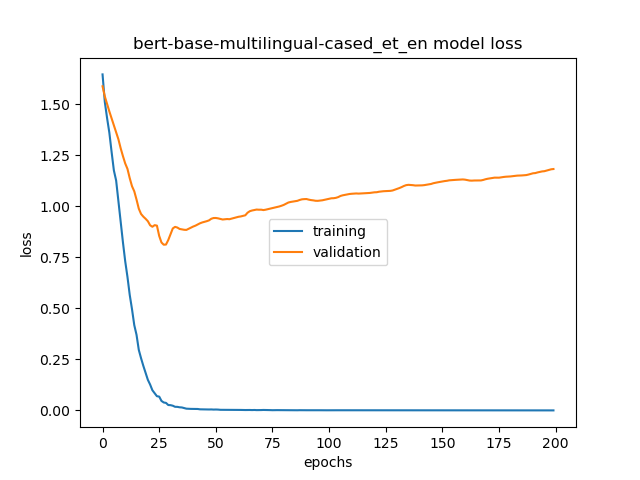 bert-base-multilingual-cased_et_en model loss
loss
1.50
1.25
1.00
0.75
0.50
0.25
0.00
training
validation
0 25 50 75 100 125 150 175 200
epochs